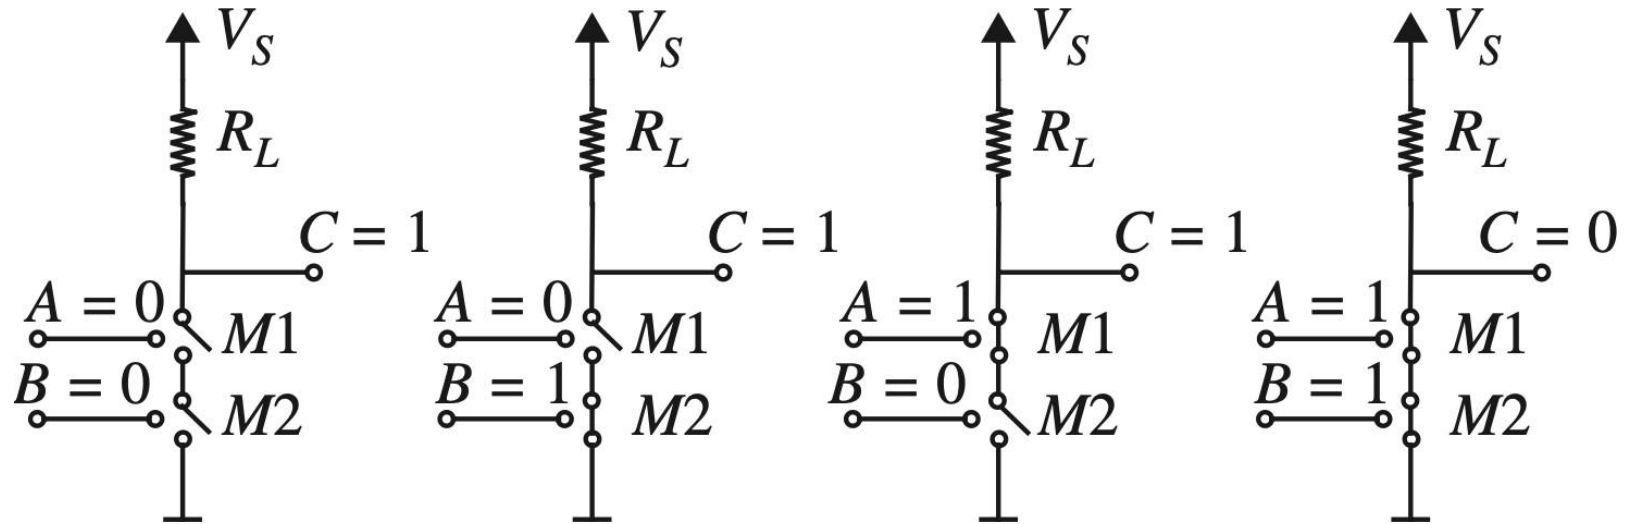 V_S V_S V_S V_S
R_L R_L R_L R_L
C = 1 C = 1 C = 1 C = 0
A = 0 A = 0 A = 1 A = 1
M1 M1 M1 M1
B = 0 B = 1 B = 0 B = 1
M2 M2 M2 M2